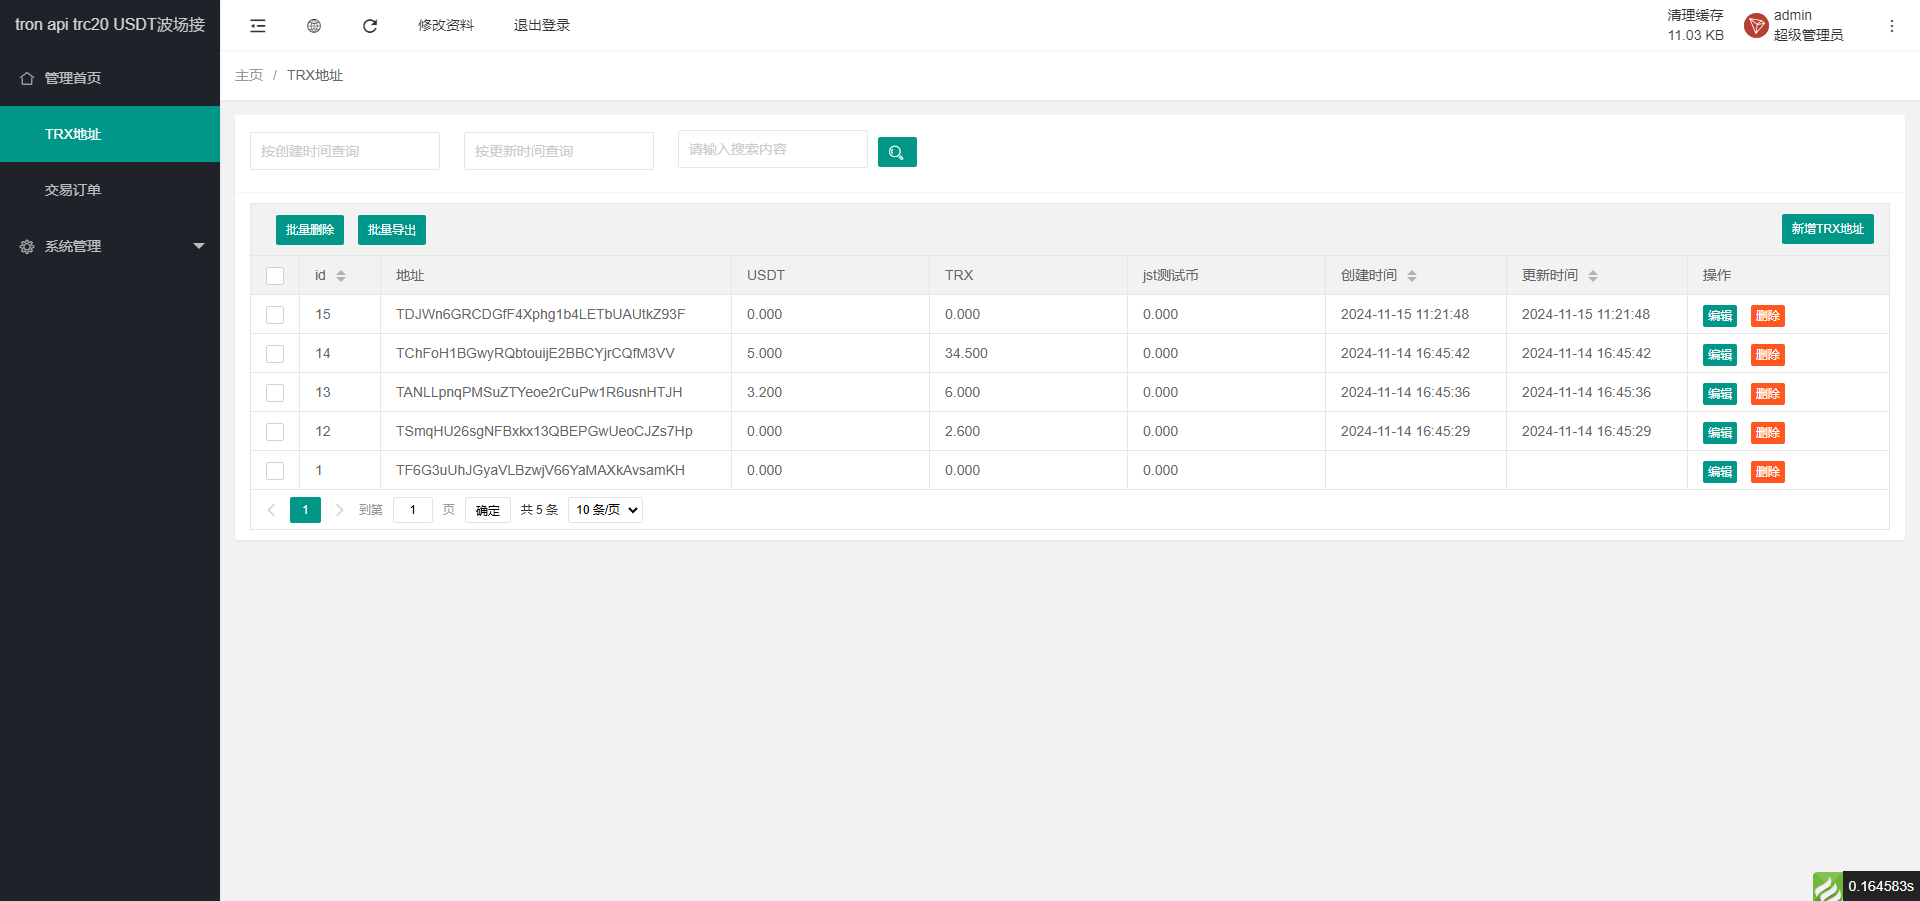 tron api trc20 USDT波场接
修改资料
退出登录
清理缓存
11.03 KB
admin
超级管理员
管理首页
TRX地址
交易订单
系统管理
主页 / TRX地址
按创建时间查询
按更新时间查询
请输入搜索内容
批量删除
批量导出
新增TRX地址
id 地址 USDT TRX jst测试币 创建时间 更新时间 操作
15 TDJWn6GRCDGfF4Xphg1b4LETbUAUtkZ93F 0.000 0.000 0.000 2024-11-15 11:21:48 2024-11-15 11:21:48 编辑 删除
14 TChFoH1BGwyRQbtouijE2BBCYjrCQfM3VV 5.000 34.500 0.000 2024-11-14 16:45:42 2024-11-14 16:45:42 编辑 删除
13 TANLLpnqPMSuZTYeoe2rCuPw1R6usnHTJH 3.200 6.000 0.000 2024-11-14 16:45:36 2024-11-14 16:45:36 编辑 删除
12 TSmqHU26sgNFBxkx13QBEPGwUeoCJZs7Hp 0.000 2.600 0.000 2024-11-14 16:45:29 2024-11-14 16:45:29 编辑 删除
1 TF6G3uUhJGyaVLBzwjV66YaMAXkAvsamKH 0.000 0.000 0.000 编辑 删除
1 到第 1 页 确定 共 5 条 10 条/页
0.164583s